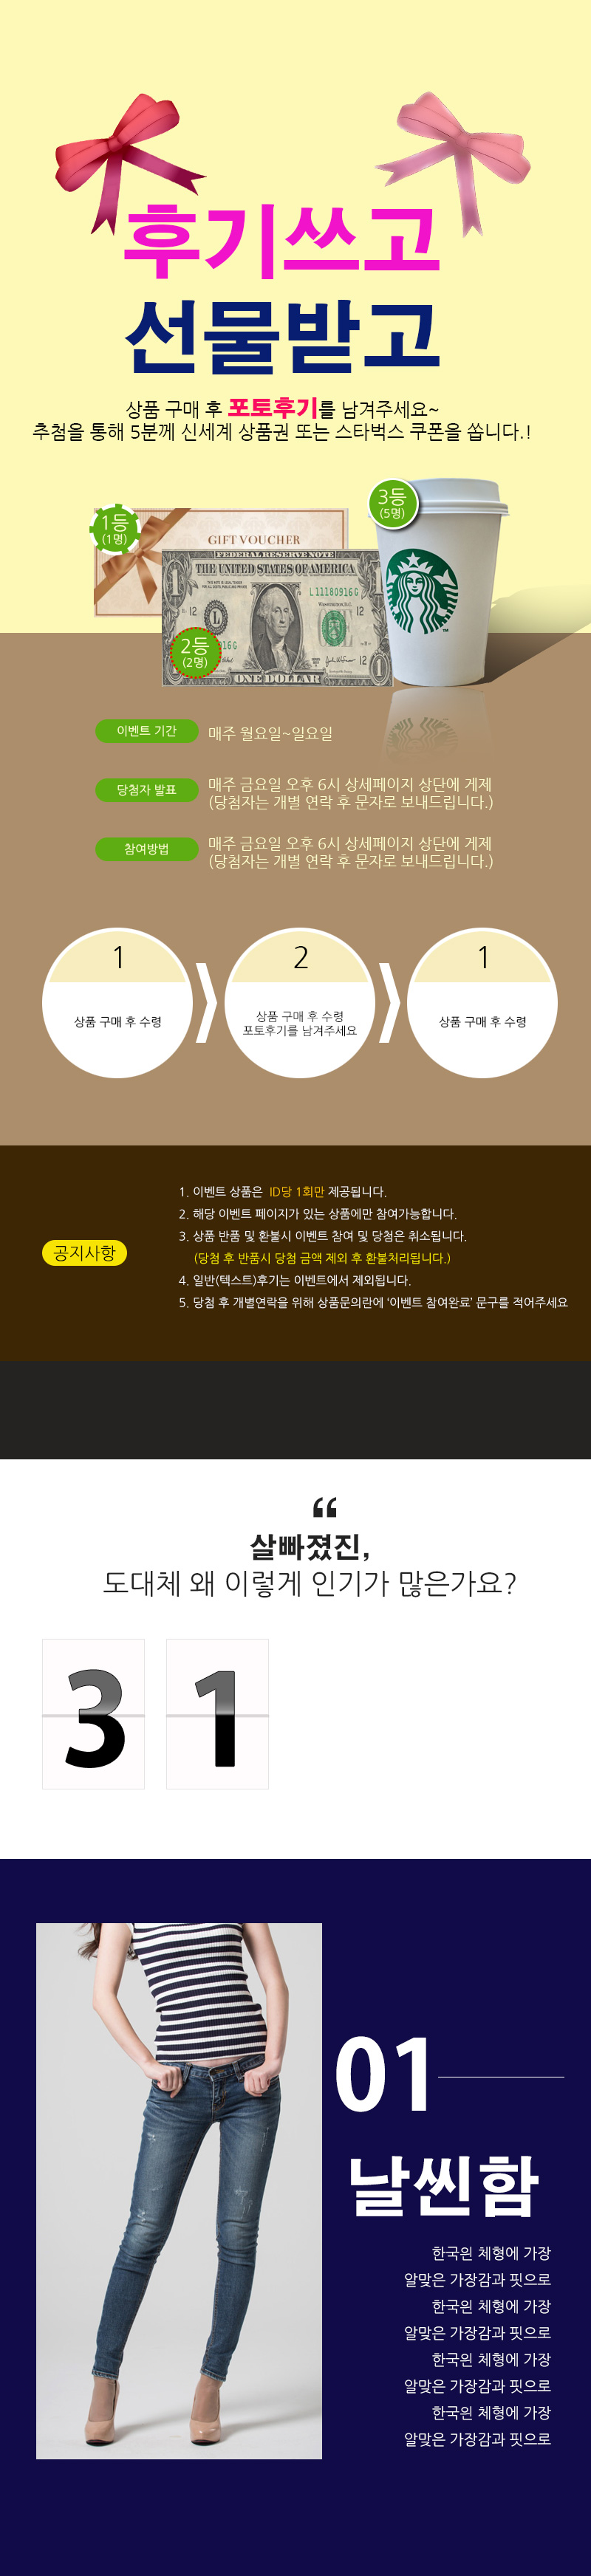 후기쓰고
선물받고
상품 구매 후 포토후기를 남겨주세요~
추첨을 통해 5분께 신세계 상품권 또는 스타벅스 쿠폰을 쏩니다.!
1등
(1명)
GIFT VOUCHER
3등
(5명)
FEDERAL RESERVE NOTE
THE UNITED STATES OF AMERICA
L11180916G
12
12
L
16G
2등
(2명)
12
12
ONE DOLLAR
이벤트 기간
매주 월요일~일요일
당첨자 발표
매주 금요일 오후 6시 상세페이지 상단에 게제
(당첨자는 개별 연락 후 문자로 보내드립니다.)
참여방법
매주 금요일 오후 6시 상세페이지 상단에 게제
(당첨자는 개별 연락 후 문자로 보내드립니다.)
1
상품 구매 후 수령
2
상품 구매 후 수령
포토후기를 남겨주세요
1
상품 구매 후 수령
공지사항
1. 이벤트 상품은 ID당 1회만 제공됩니다.
2. 해당 이벤트 페이지가 있는 상품에만 참여가능합니다.
3. 상품 반품 및 환불시 이벤트 참여 및 당첨은 취소됩니다.
(당첨 후 반품시 당첨 금액 제외 후 환불처리됩니다.)
4. 일반(텍스트)후기는 이벤트에서 제외됩니다.
5. 당첨 후 개별연락을 위해 상품문의란에 '이벤트 참여완료' 문구를 적어주세요
“
살빠졌진,
도대체 왜 이렇게 인기가 많은가요?
3 1
01
날씬함
한국읜 체형에 가장
알맞은 가장감과 핏으로
한국읜 체형에 가장
알맞은 가장감과 핏으로
한국읜 체형에 가장
알맞은 가장감과 핏으로
한국읜 체형에 가장
알맞은 가장감과 핏으로